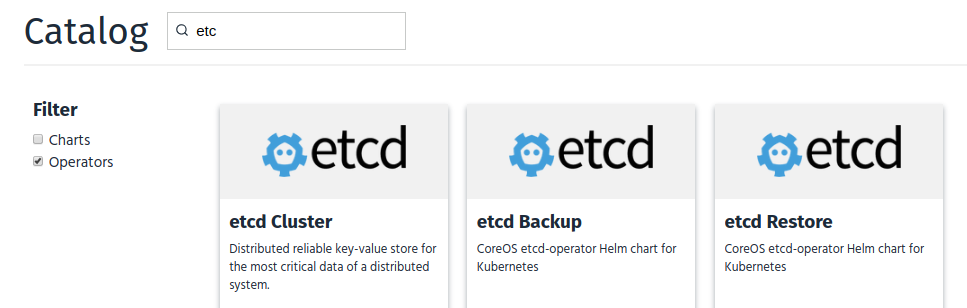 Catalog
etc
Filter
Charts
Operators
etcd
etcd Cluster
Distributed reliable key-value store for
the most critical data of a distributed
system.
etcd
etcd Backup
CoreOS etcd-operator Helm chart for
Kubernetes
etcd
etcd Restore
CoreOS etcd-operator Helm chart for
Kubernetes